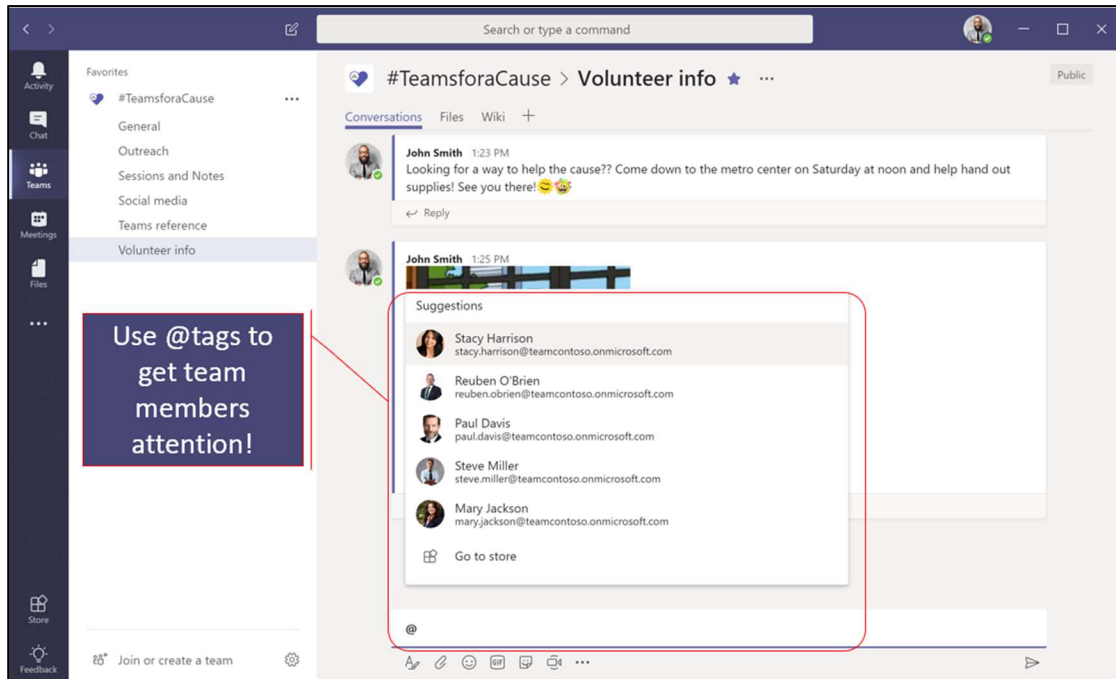 Search or type a command
Activity
Chat
Teams
Meetings
Files
Store
Feedback
Favorites
#TeamsforaCause
General
Outreach
Sessions and Notes
Social media
Teams reference
Volunteer info
Use @tags to
get team
members
attention!
Join or create a team
#TeamsforaCause > Volunteer info
Public
Conversations Files Wiki
John Smith 1:23 PM
Looking for a way to help the cause?? Come down to the metro center on Saturday at noon and help hand out
supplies! See you there!
Reply
John Smith 1:25 PM
Suggestions
Stacy Harrison
stacy.harrison@teamcontoso.onmicrosoft.com
Reuben O'Brien
reuben.obrien@teamcontoso.onmicrosoft.com
Paul Davis
paul.davis@teamcontoso.onmicrosoft.com
Steve Miller
steve.miller@teamcontoso.onmicrosoft.com
Mary Jackson
mary.jackson@teamcontoso.onmicrosoft.com
Go to store
@
GIF